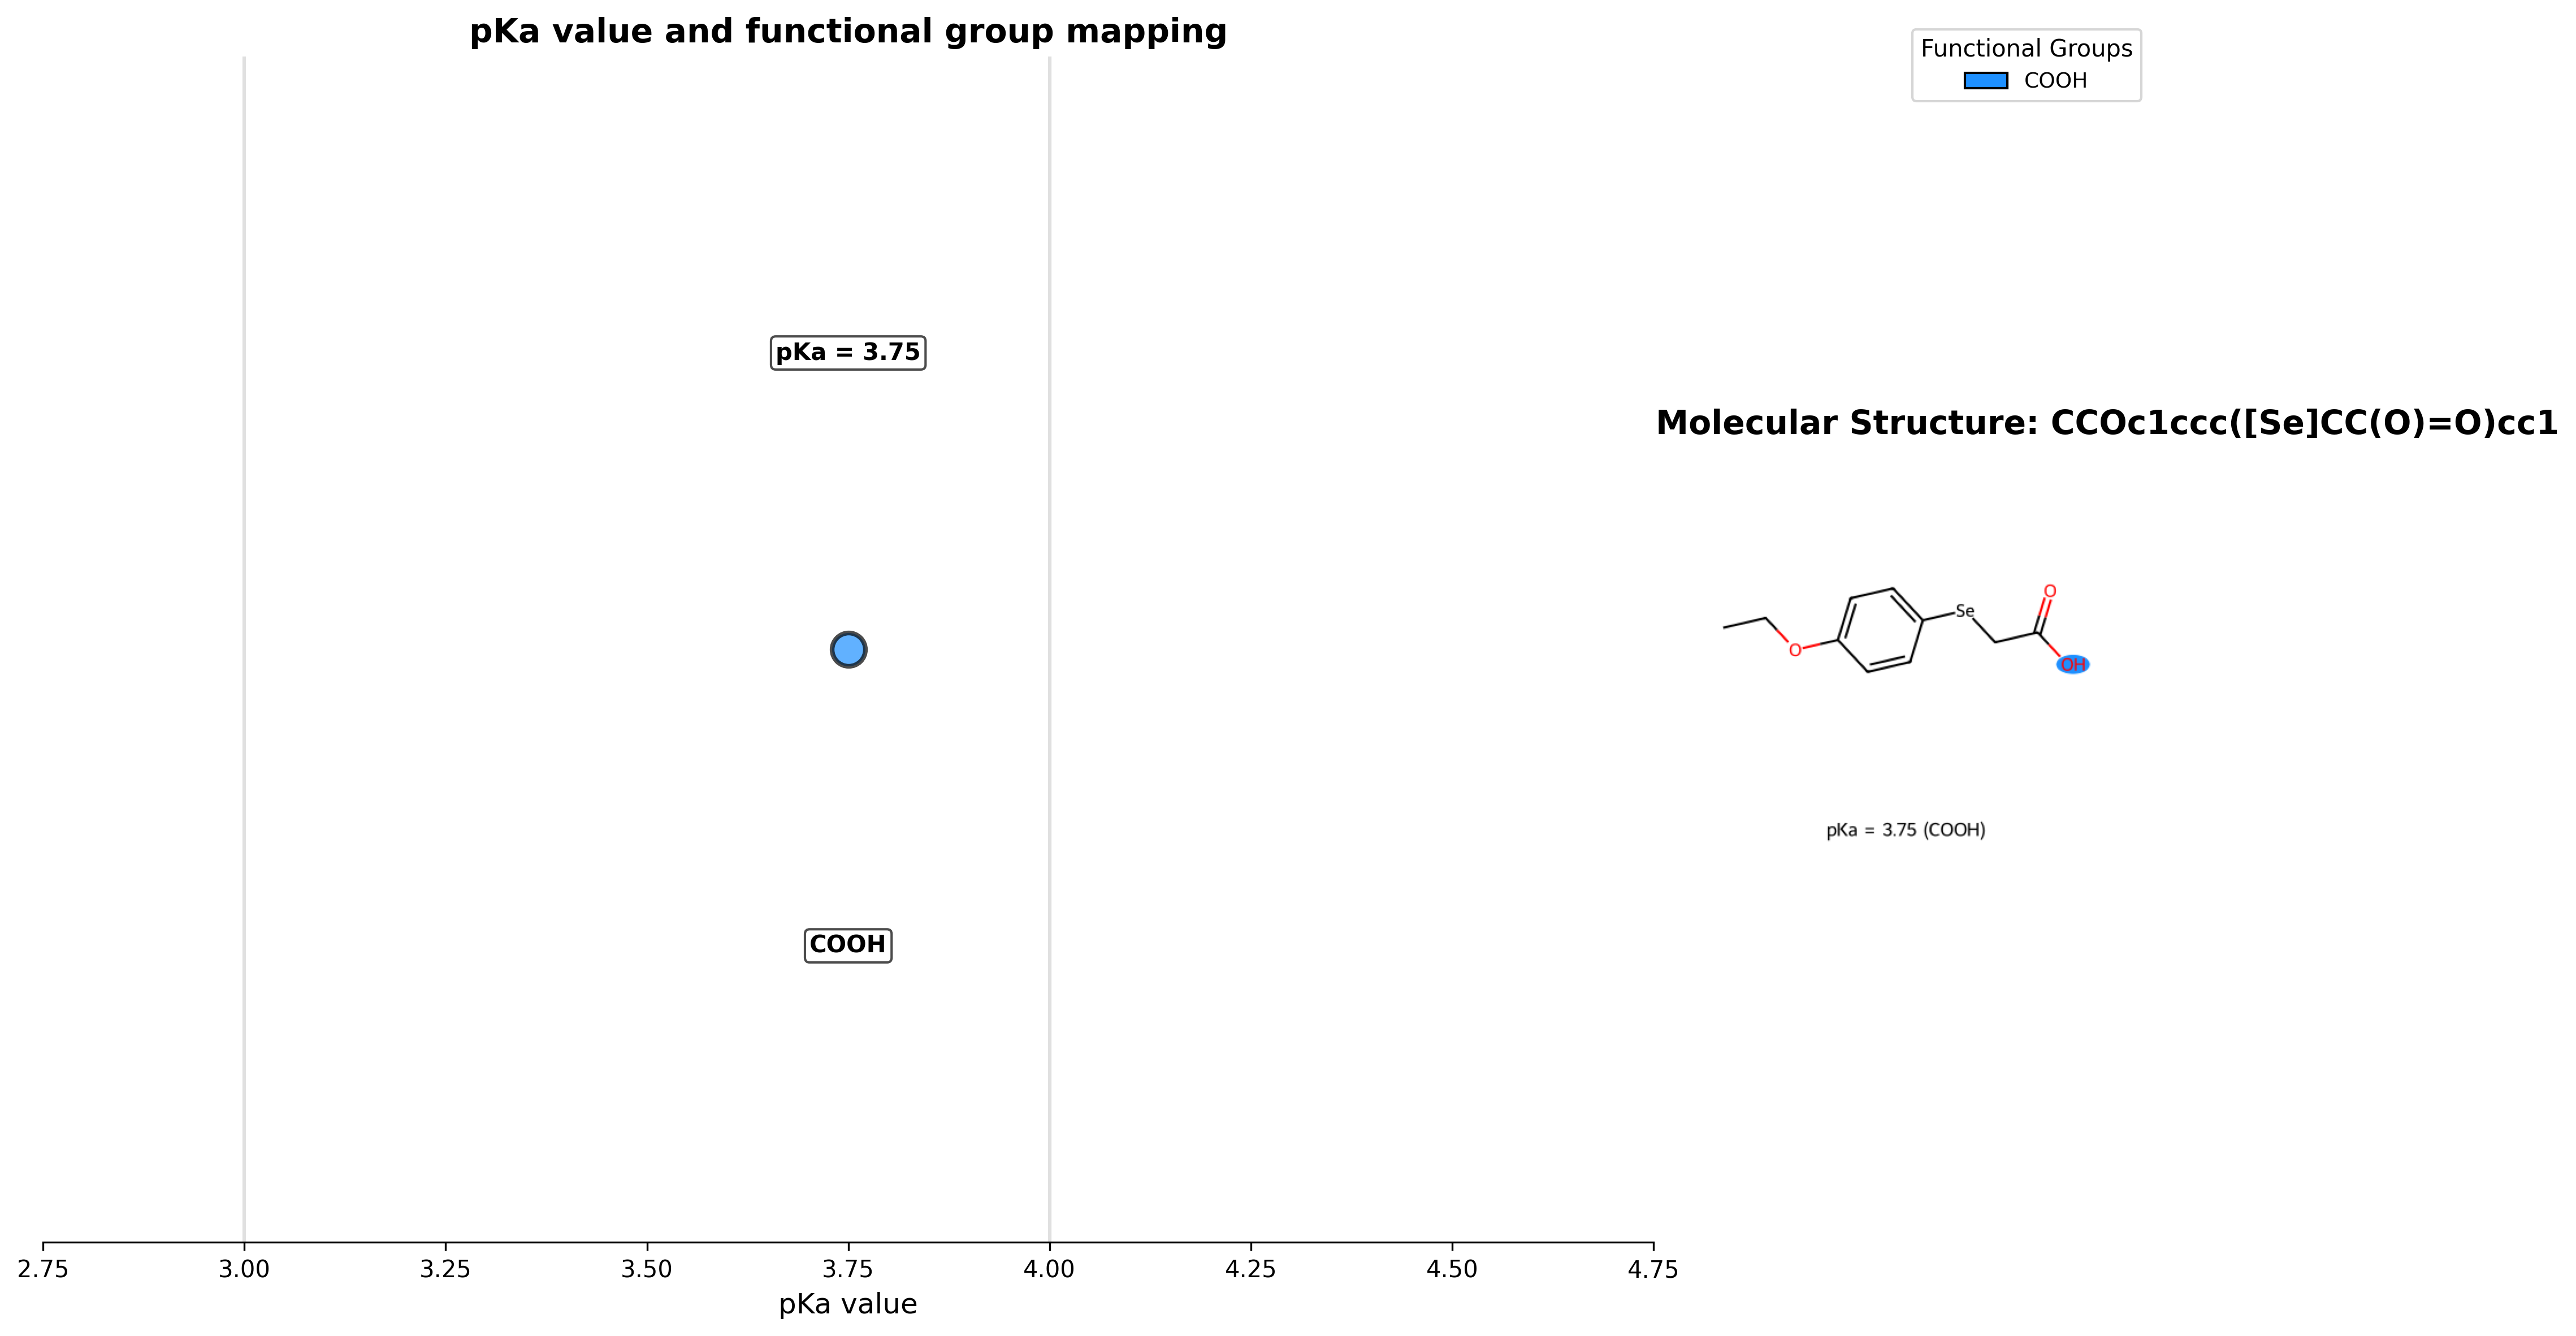 pKa value and functional group mapping
Functional Groups
COOH
pKa = 3.75
Molecular Structure: CCOc1ccc([Se]CC(O)=O)cc1
O
Se
O
OH
pKa = 3.75 (COOH)
COOH
2.75 3.00 3.25 3.50 3.75 4.00 4.25 4.50 4.75
pKa value